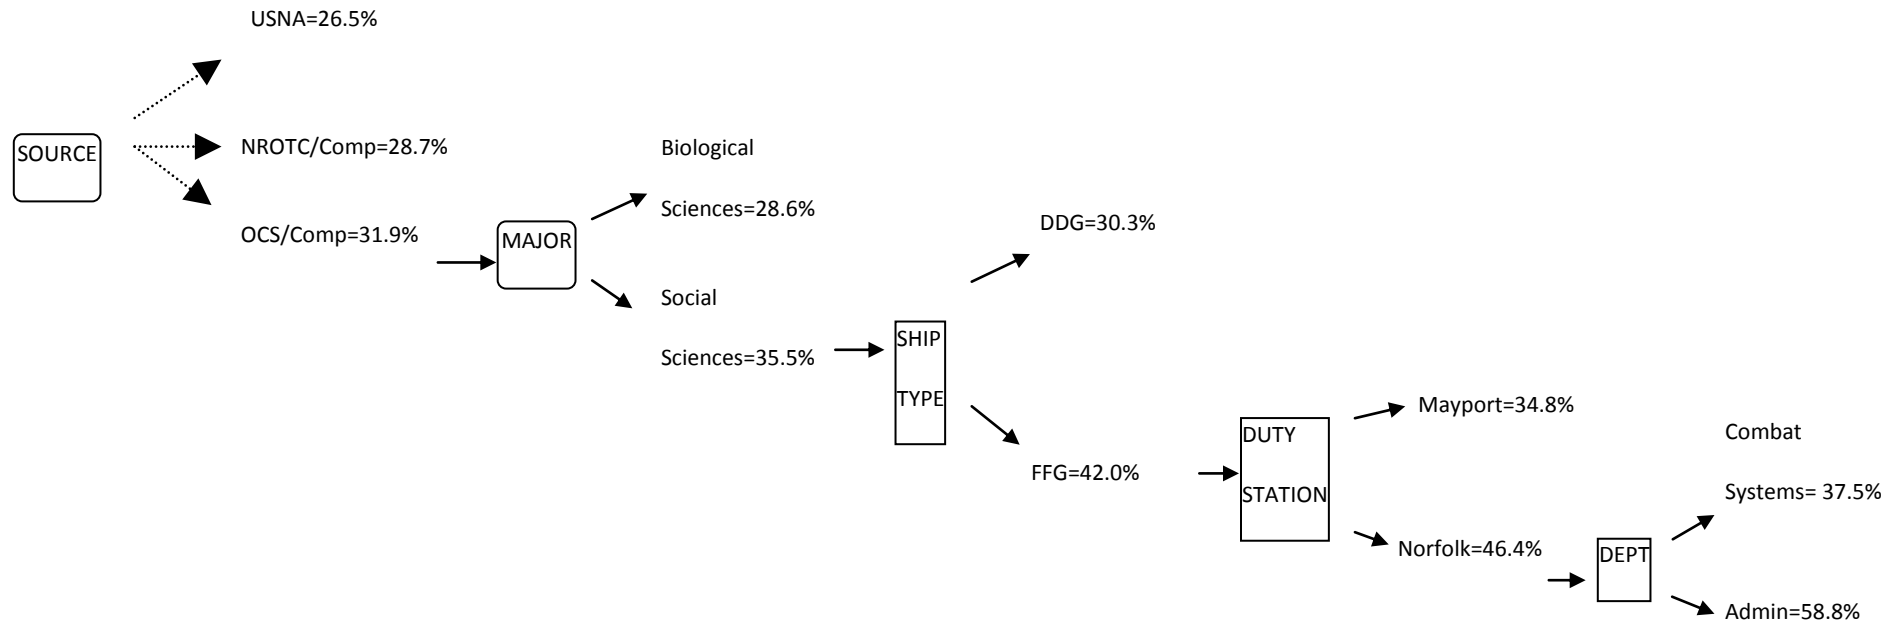 USNA=26.5%
SOURCE
NROTC/Comp=28.7%
OCS/Comp=31.9%
MAJOR
Biological
Sciences=28.6%
Social
Sciences=35.5%
SHIP
TYPE
DDG=30.3%
FFG=42.0%
DUTY
STATION
Mayport=34.8%
Norfolk=46.4%
DEPT
Combat
Systems= 37.5%
Admin=58.8%